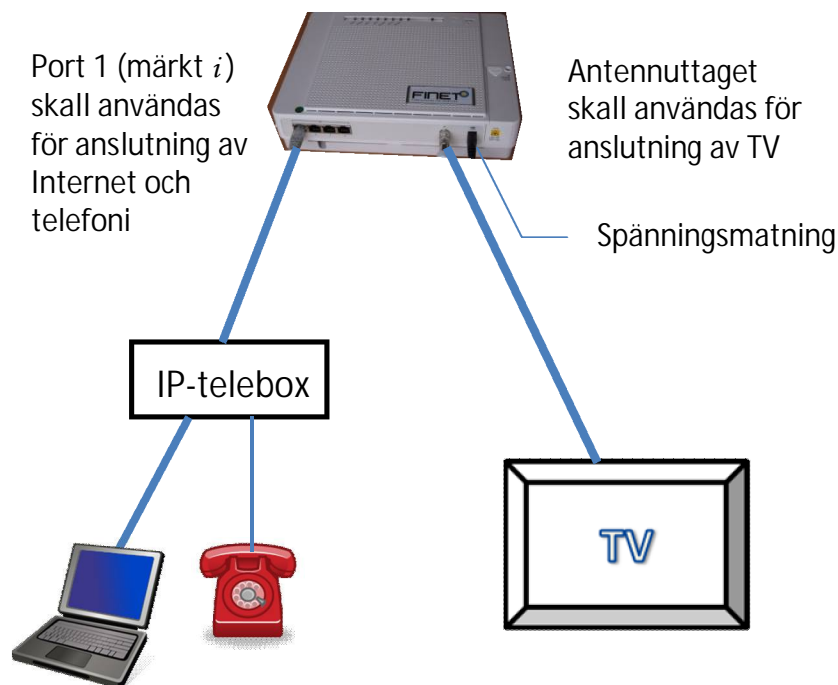 Port 1 (märkt i)
skall användas
för anslutning av
Internet och
telefoni
FINET
Antennuttaget
skall användas för
anslutning av TV
Spänningsmatning
IP-telebox
TV